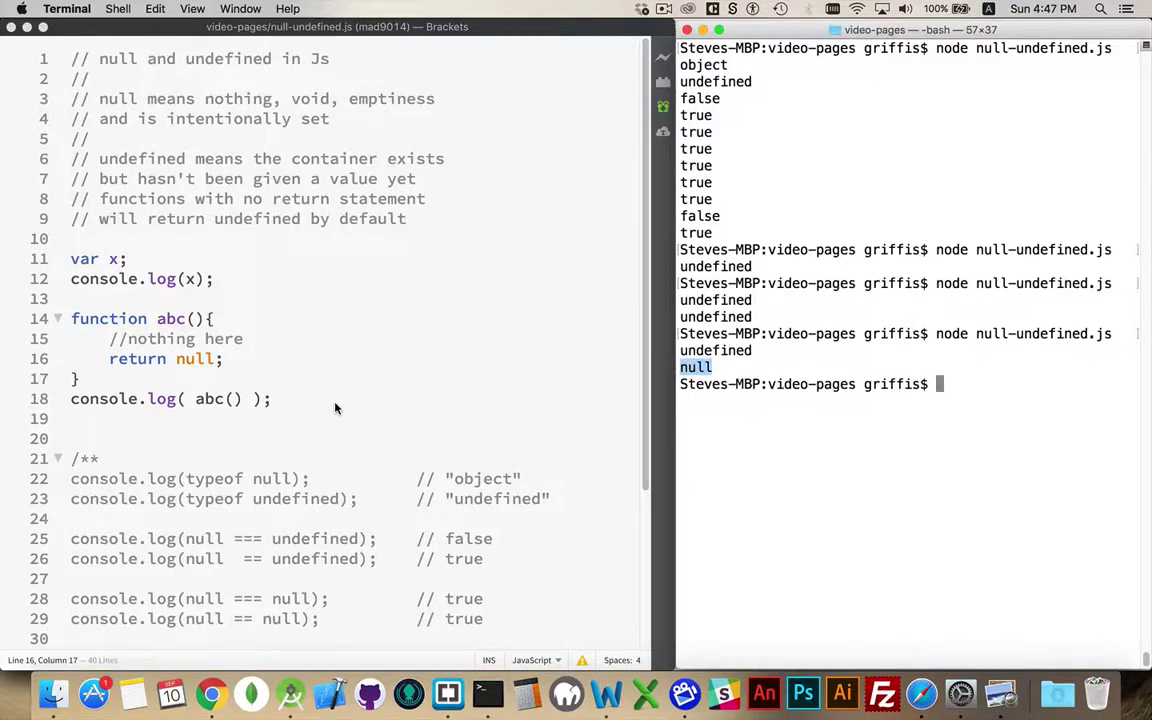 Terminal Shell Edit View Window Help
100% Sun 4:47 PM
video-pages/null-undefined.js (mad9014) — Brackets
1 // null and undefined in Js
2 //
3 // null means nothing, void, emptiness
4 // and is intentionally set
5 //
6 // undefined means the container exists
7 // but hasn't been given a value yet
8 // functions with no return statement
9 // will return undefined by default
10
11 var x;
12 console.log(x);
13
14 function abc(){
15 //nothing here
16 return null;
17 }
18 console.log( abc() );
19
20
21 /**
22 console.log(typeof null); // "object"
23 console.log(typeof undefined); // "undefined"
24
25 console.log(null === undefined); // false
26 console.log(null  == undefined); // true
27
28 console.log(null === null); // true
29 console.log(null == null); // true
30
Line 16, Column 17 — 40 Lines
INS JavaScript Spaces: 4
video-pages — -bash — 57×37
Steves-MBP:video-pages griffis$ node null-undefined.js
object
undefined
false
true
true
true
true
true
true
false
true
Steves-MBP:video-pages griffis$ node null-undefined.js
undefined
Steves-MBP:video-pages griffis$ node null-undefined.js
undefined
undefined
Steves-MBP:video-pages griffis$ node null-undefined.js
undefined
null
Steves-MBP:video-pages griffis$
1
SEP
10
An Ps Ai Fz